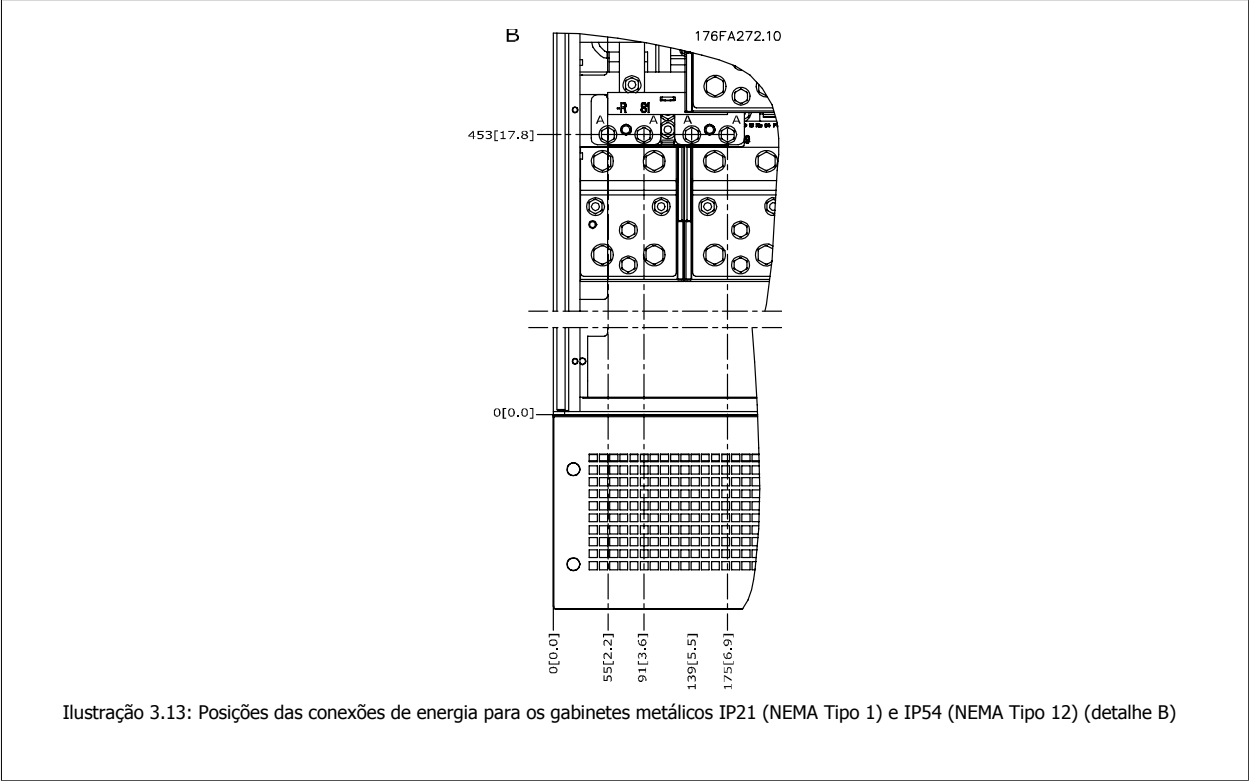 B
176FA272.10
-R 81
A A A A
453[17.8]
0[0.0]
0[0.0]
55[2.2]
91[3.6]
139[5.5]
175[6.9]
Ilustração 3.13: Posições das conexões de energia para os gabinetes metálicos IP21 (NEMA Tipo 1) e IP54 (NEMA Tipo 12) (detalhe B)